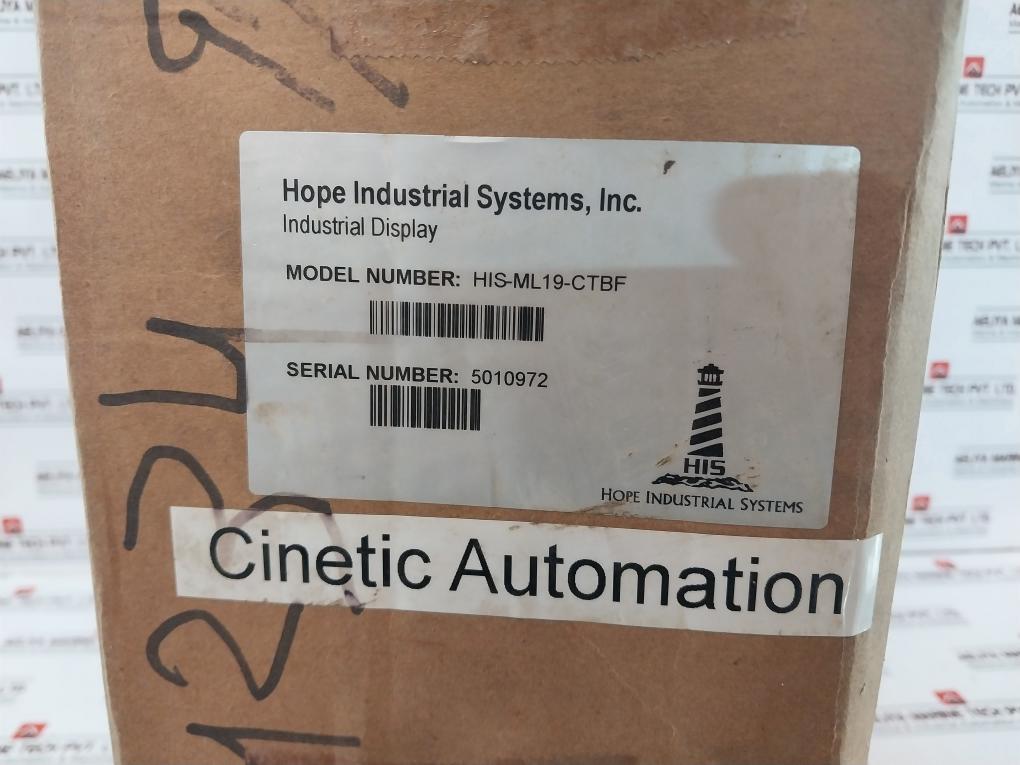 Hope Industrial Systems, Inc.
Industrial Display
MODEL NUMBER: HIS-ML19-CTBF
SERIAL NUMBER: 5010972
HIS
HOPE INDUSTRIAL SYSTEMS
Cinetic Automation